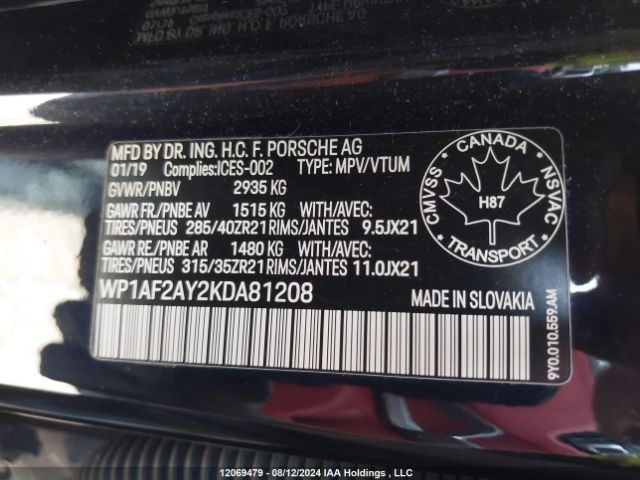 MFD BY DR. ING. H.C. F. PORSCHE AG
01/19 Complies:ICES-002 TYPE: MPV/VTUM
GVWR/PNBV 2935 KG
GAWR FR./PNBE AV 1515 KG WITH/AVEC:
TIRES/PNEUS 285/40ZR21 RIMS/JANTES 9.5JX21
GAWR RE./PNBE AR 1480 KG WITH/AVEC:
TIRES/PNEUS 315/35ZR21 RIMS/JANTES 11.0JX21
WP1AF2AY2KDA81208 MADE IN SLOVAKIA
CANADA
CMVSS
NSVAC
H87
TRANSPORT
9Y0.010.559.AM
12069479 - 08/12/2024 IAA Holdings , LLC